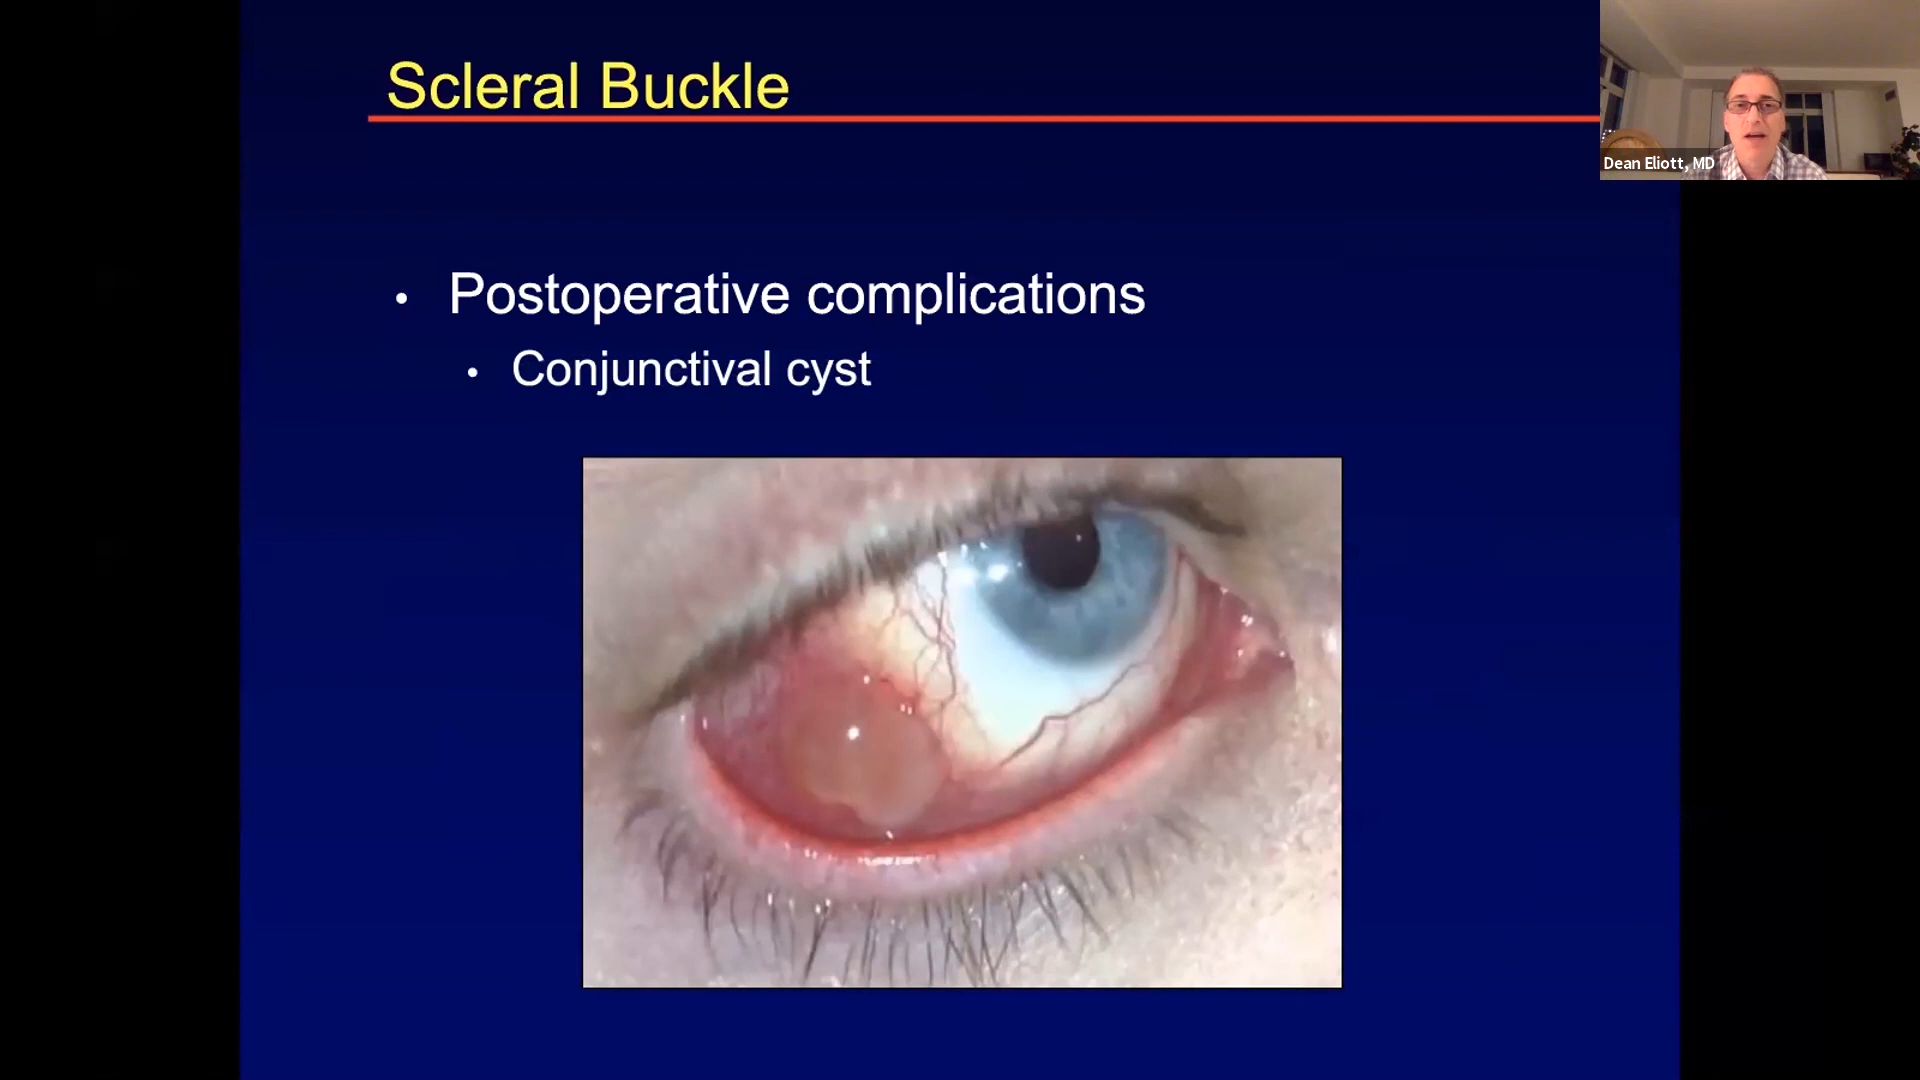 Scleral Buckle
Dean Eliott, MD
• Postoperative complications
• Conjunctival cyst